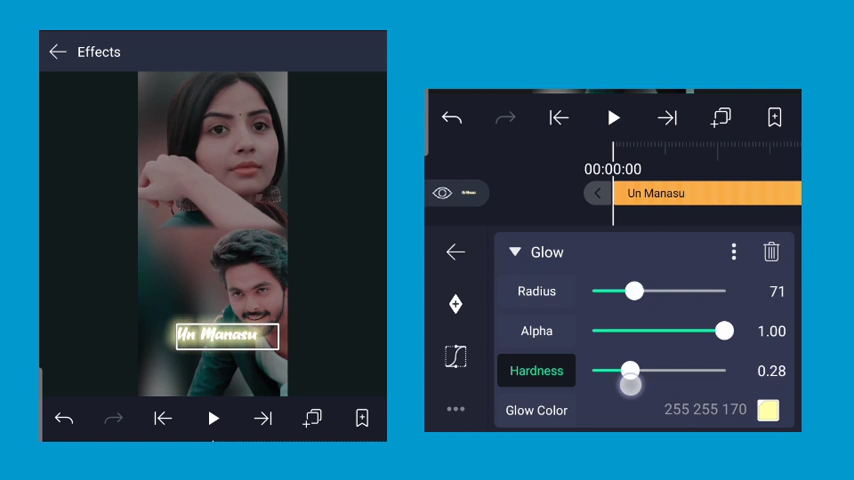 Effects
Un Manasu
00:00:00
Un Manasu
Glow
Radius 71
Alpha 1.00
Hardness 0.28
Glow Color 255 255 170